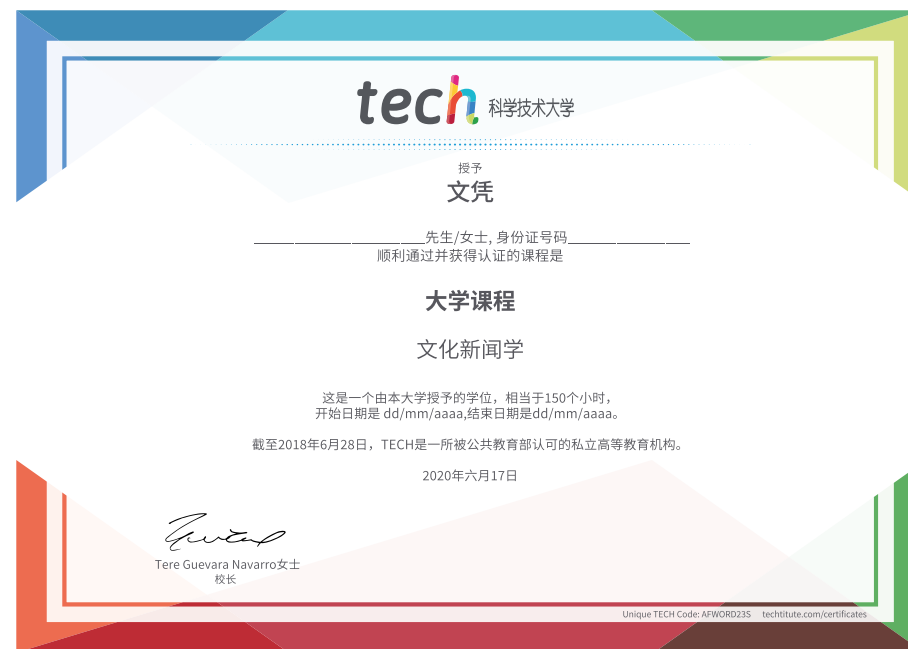 tech 科学技术大学
授予
文凭
______________________先生/女士, 身份证号码________________
顺利通过并获得认证的课程是
大学课程
文化新闻学
这是一个由本大学授予的学位，相当于150个小时，
开始日期是 dd/mm/aaaa,结束日期是dd/mm/aaaa。
截至2018年6月28日，TECH是一所被公共教育部认可的私立高等教育机构。
2020年六月17日
Tere Guevara Navarro女士
校长
Unique TECH Code: AFWORD23S techtitute.com/certificates